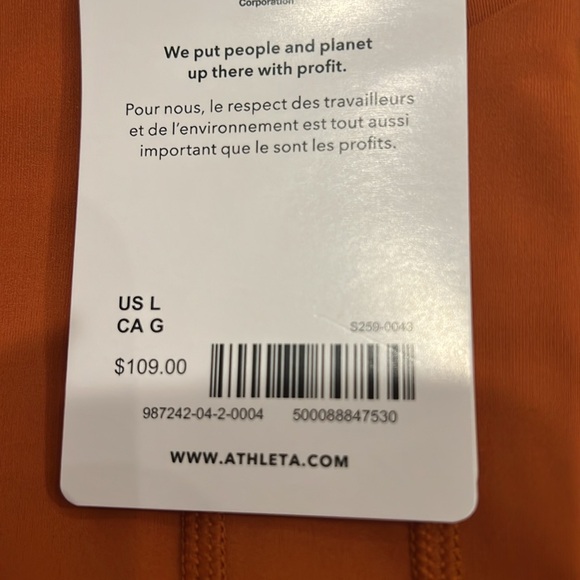 Corporation
We put people and planet
up there with profit.
Pour nous, le respect des travailleurs
et de l'environnement est tout aussi
important que le sont les profits.
US L
CA G
S259-0043
$109.00
987242-04-2-0004 500088847530
WWW.ATHLETA.COM